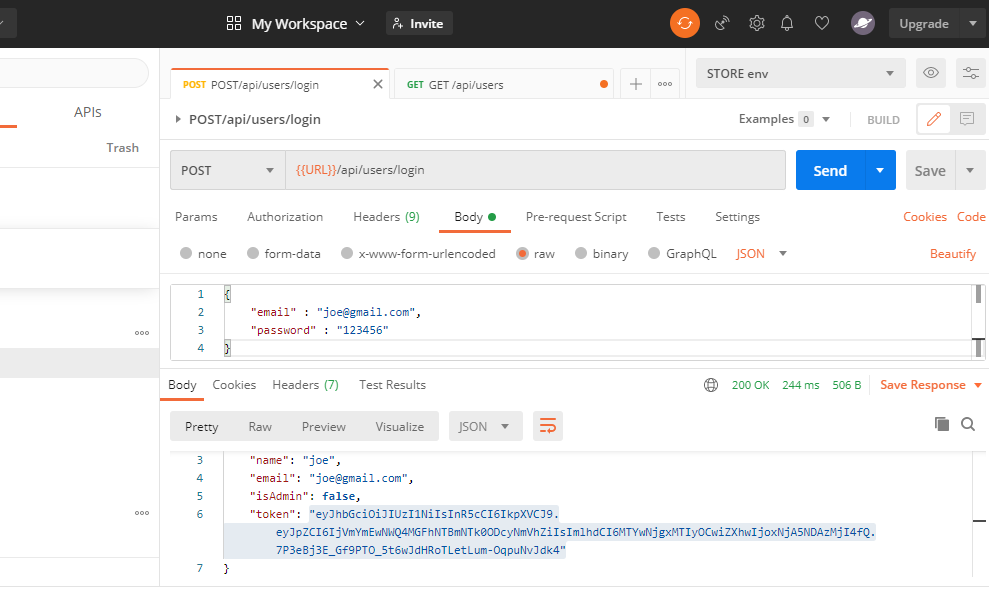 My Workspace
Invite
Upgrade
APIs
Trash
POST POST/api/users/login
GET GET /api/users
STORE env
POST/api/users/login
Examples 0
BUILD
POST
{{URL}}/api/users/login
Send
Save
Params Authorization Headers (9) Body Pre-request Script Tests Settings Cookies Code
none form-data x-www-form-urlencoded raw binary GraphQL JSON Beautify
1 {
2 "email" : "joe@gmail.com",
3 "password" : "123456"
4 }
Body Cookies Headers (7) Test Results 200 OK 244 ms 506 B Save Response
Pretty Raw Preview Visualize JSON
3 "name": "joe",
4 "email": "joe@gmail.com",
5 "isAdmin": false,
6 "token": "eyJhbGciOiJIUzI1NiIsInR5cCI6IkpXVCJ9.
eyJpZCI6IjVmYmEwNWQ4MGFhNTBmNTk0ODcyNmVhZiIsImlhdCI6MTYwNjgxMTIyOCwiZXhwIjoxNjA5NDAzMjI4fQ.
7P3eBj3E_Gf9PTO_5t6wJdHRoTLetLum-OqpuNvJdk4"
7 }